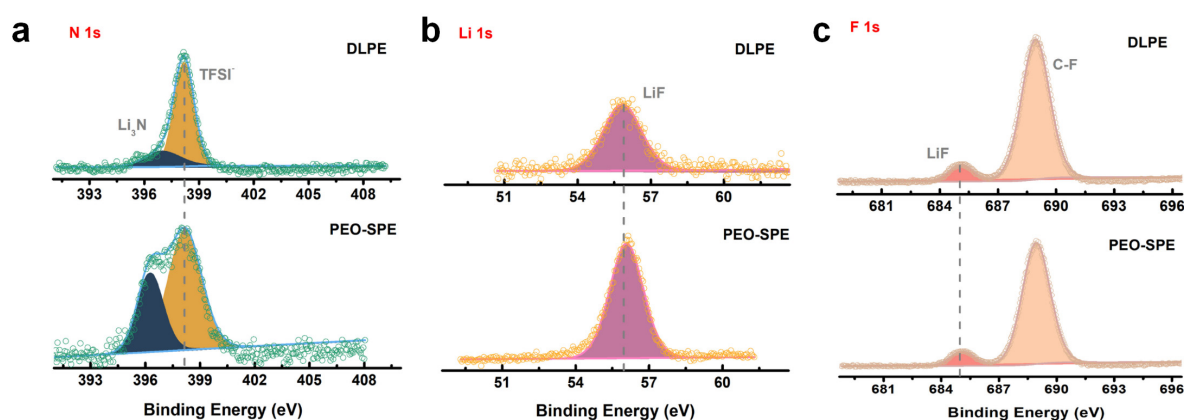 a
N 1s
DLPE
TFSI⁻
Li₃N
393 396 399 402 405 408
PEO-SPE
393 396 399 402 405 408
Binding Energy (eV)
b
Li 1s
DLPE
LiF
51 54 57 60
PEO-SPE
51 54 57 60
Binding Energy (eV)
c
F 1s
DLPE
C-F
LiF
681 684 687 690 693 696
PEO-SPE
681 684 687 690 693 696
Binding Energy (eV)